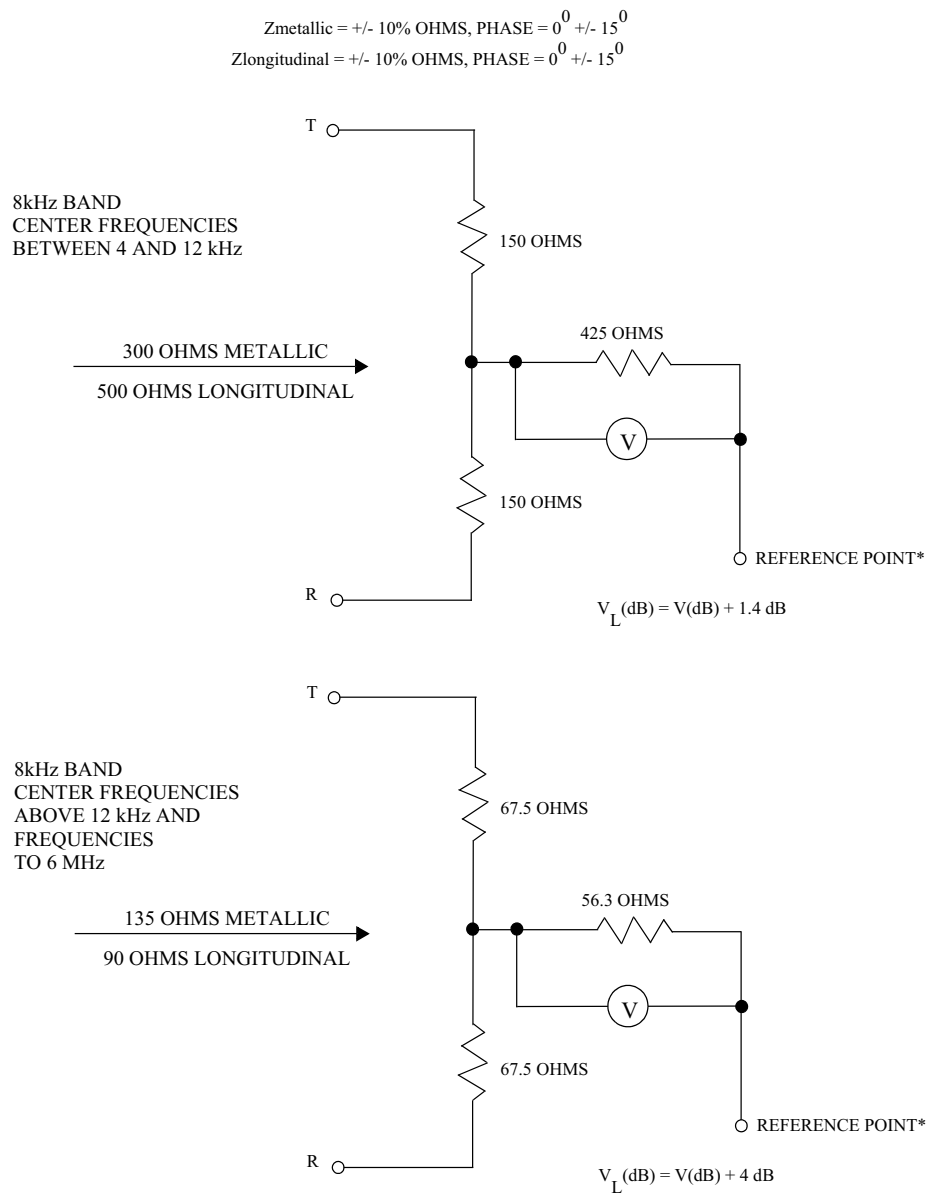 Zmetallic = +/- 10% OHMS, PHASE = 0⁰ +/- 15⁰
Zlongitudinal = +/- 10% OHMS, PHASE = 0⁰ +/- 15⁰
T
8kHz BAND
CENTER FREQUENCIES
BETWEEN 4 AND 12 kHz
150 OHMS
425 OHMS
300 OHMS METALLIC
500 OHMS LONGITUDINAL
V
150 OHMS
REFERENCE POINT*
R
V_L(dB) = V(dB) + 1.4 dB
T
8kHz BAND
CENTER FREQUENCIES
ABOVE 12 kHz AND
FREQUENCIES
TO 6 MHz
67.5 OHMS
56.3 OHMS
135 OHMS METALLIC
90 OHMS LONGITUDINAL
V
67.5 OHMS
REFERENCE POINT*
R
V_L(dB) = V(dB) + 4 dB